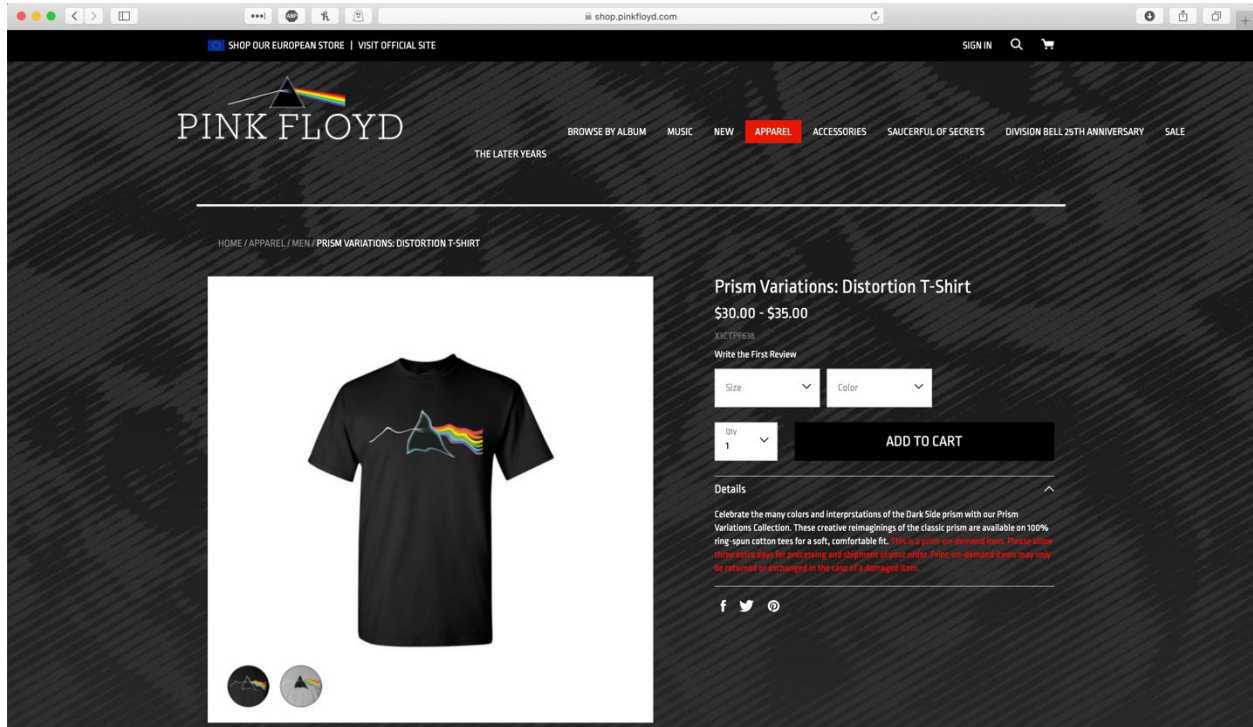 shop.pinkfloyd.com
ABP
SHOP OUR EUROPEAN STORE | VISIT OFFICIAL SITE
SIGN IN
PINK FLOYD
BROWSE BY ALBUM MUSIC NEW APPAREL ACCESSORIES SAUCERFUL OF SECRETS DIVISION BELL 25TH ANNIVERSARY SALE
THE LATER YEARS
HOME / APPAREL / MEN / PRISM VARIATIONS: DISTORTION T-SHIRT
Prism Variations: Distortion T-Shirt
$30.00 - $35.00
X3CTPF638
Write the First Review
Size Color
Qty
1
ADD TO CART
Details
Celebrate the many colors and interprstations of the Dark Side prism with our Prism
Variations Collection. These creative reimaginings of the classic prism are available on 100%
ring-spun cotton tees for a soft, comfortable fit. This is a print-on-demand item. Please allow
three extra days for processing and shipment of your order. Print-on-demand items may only
be returned or exchanged in the case of a damaged item.